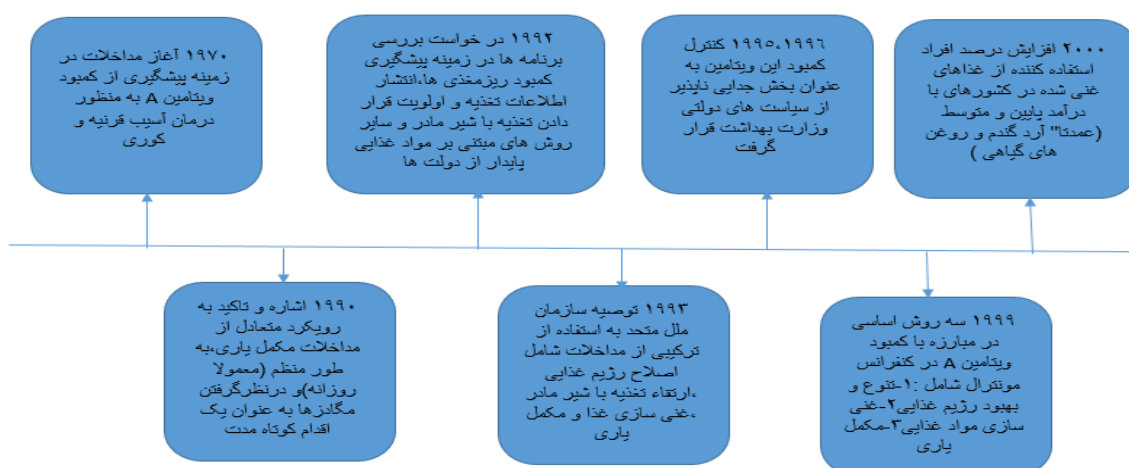 ۱۹۷۰ آغاز مداخلات در
زمینه پیشگیری از کمبود
ویتامین A به منظور
درمان آسیب قرنیه و
کوری
۱۹۹۰ اشاره و تاکید به
رویکرد متعادل از
مداخلات مکمل یاری،به
طور منظم (معمولا
روزانه)و درنظرگرفتن
مگادزها به عنوان یک
اقدام کوتاه مدت
۱۹۹۲ در خواست بررسی
برنامه ها در زمینه پیشگیری
کمبود ریزمغذی ها،انتشار
اطلاعات تغذیه و اولویت قرار
دادن تغذیه با شیر مادر و سایر
روش های مبتنی بر مواد غذایی
پایدار از دولت ها
۱۹۹۳ توصیه سازمان
ملل متحد به استفاده از
ترکیبی از مداخلات شامل
اصلاح رژیم غذایی
،ارتقاء تغذیه با شیر مادر
،غنی سازی غذا و مکمل
یاری
۱۹۹۵،۱۹۹۶ کنترل
کمبود این ویتامین به
عنوان بخش جدایی ناپذیر
از سیاست های دولتی
وزارت بهداشت قرار
گرفت
۱۹۹۹ سه روش اساسی
در مبارزه با کمبود
ویتامین A در کنفرانس
مونترال شامل :۱-تنوع و
بهبود رژیم غذایی۲-غنی
سازی مواد غذایی۳-مکمل
یاری
۲۰۰۰ افزایش درصد افراد
استفاده کننده از غذاهای
غنی شده در کشورهای با
درآمد پایین و متوسط
(عمدتا" آرد گندم و روغن
های گیاهی )